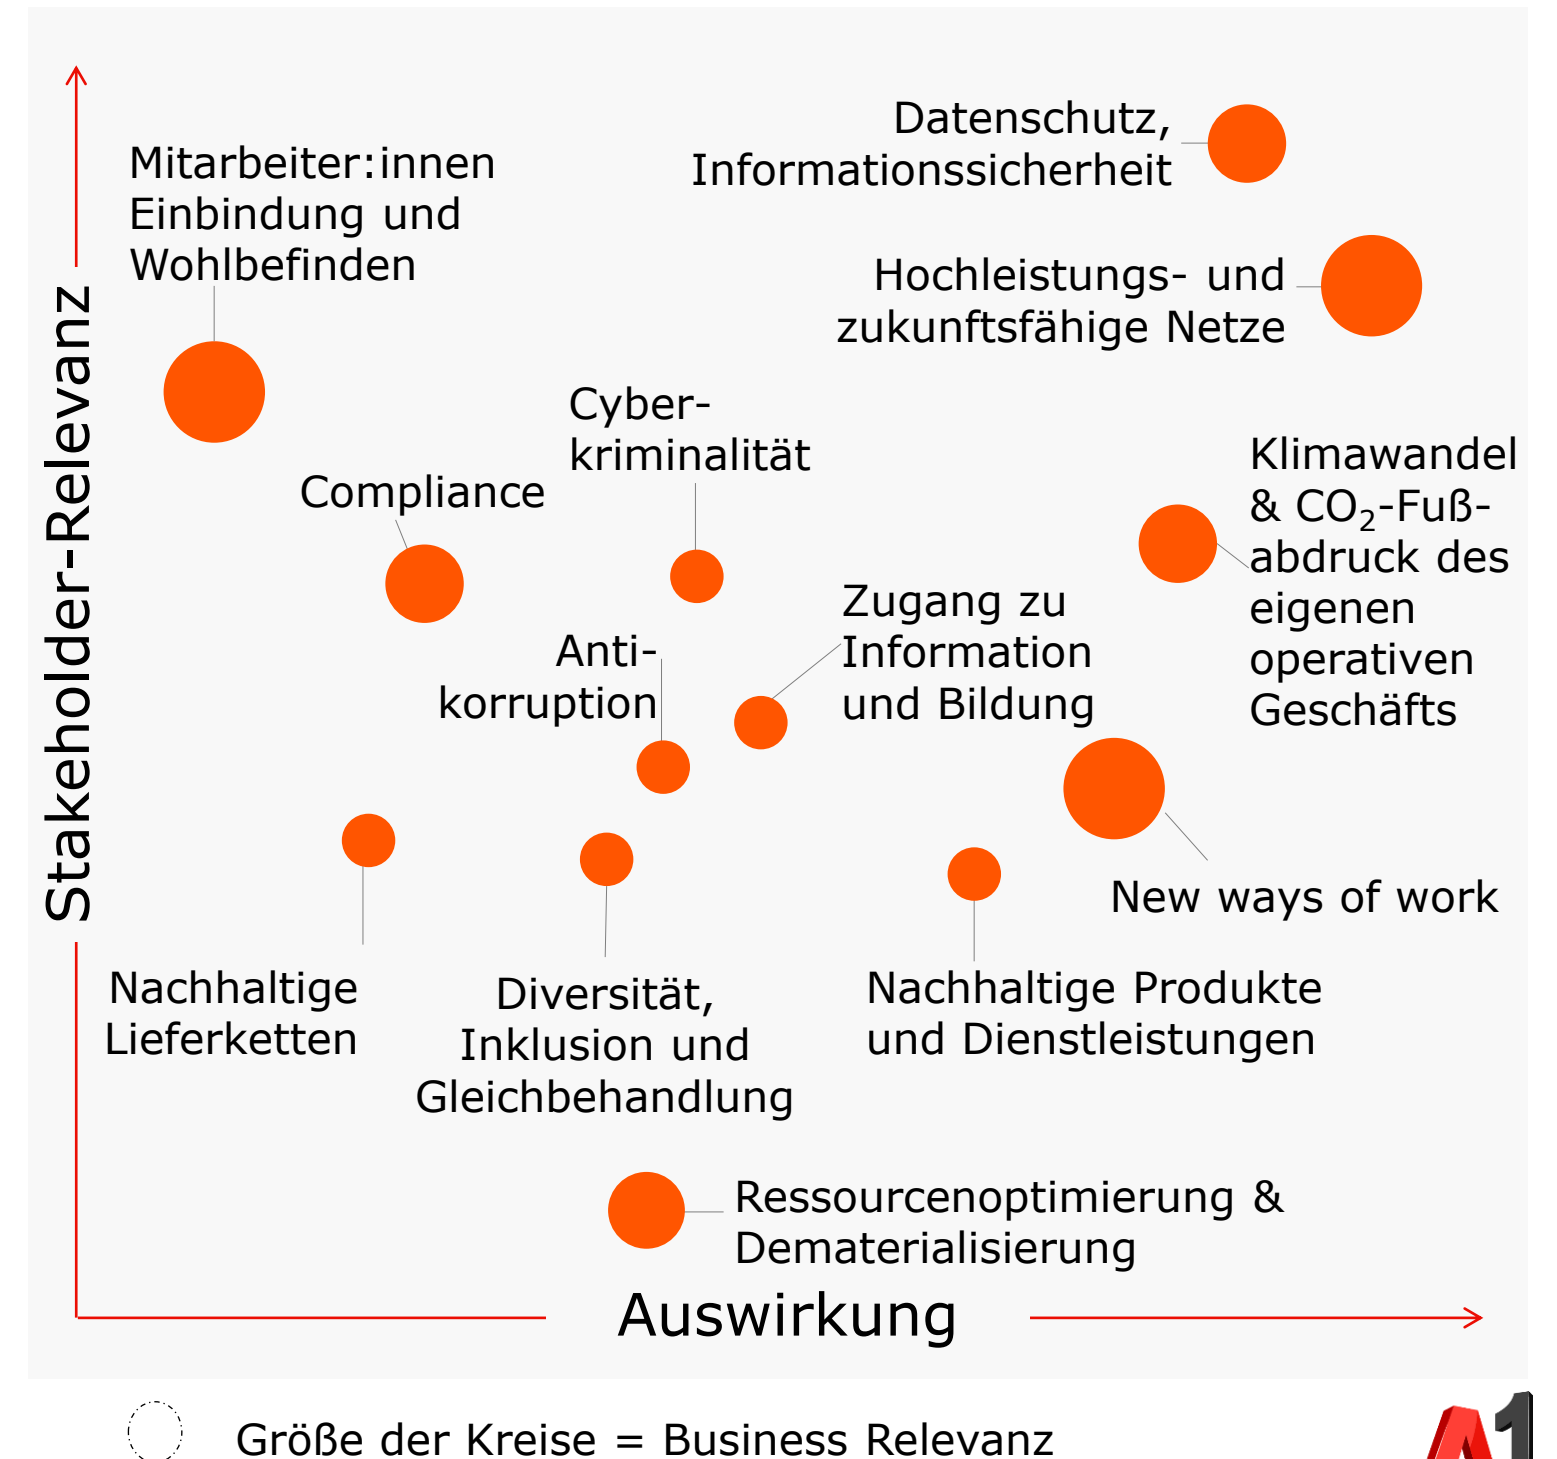 Datenschutz,
Informationssicherheit
Mitarbeiter:innen
Einbindung und
Wohlbefinden
Hochleistungs- und
zukunftsfähige Netze
Cyber-
kriminalität
Compliance
Klimawandel
& CO₂-Fuß-
abdruck des
eigenen
operativen
Geschäfts
Stakeholder-Relevanz
Zugang zu
Information
und Bildung
Anti-
korruption
New ways of work
Nachhaltige
Lieferketten
Diversität,
Inklusion und
Gleichbehandlung
Nachhaltige Produkte
und Dienstleistungen
Ressourcenoptimierung &
Dematerialisierung
Auswirkung
Größe der Kreise = Business Relevanz
A1